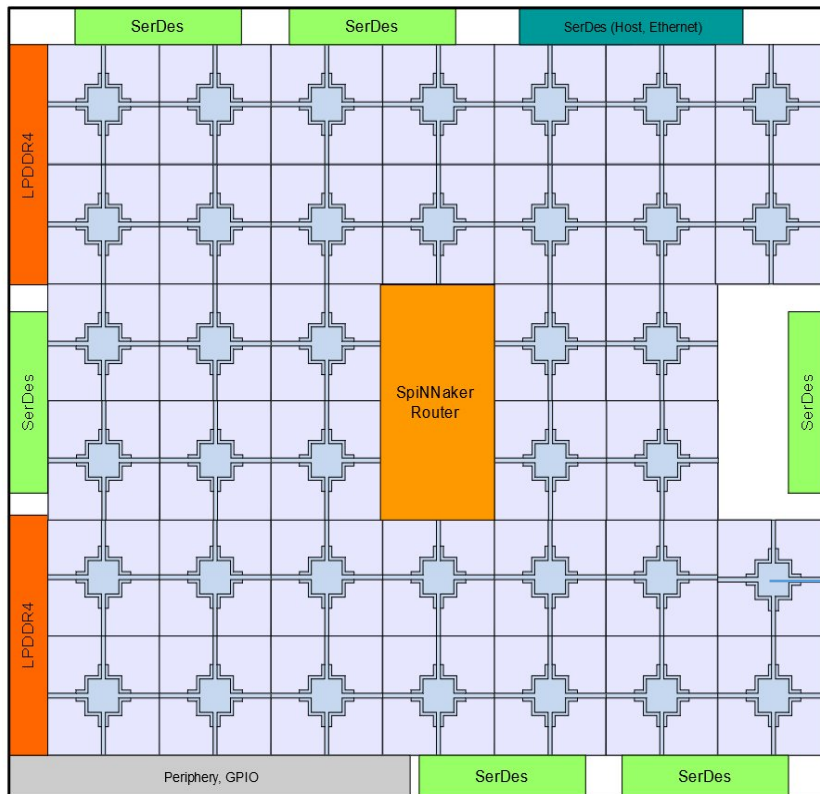 SerDes
SerDes
SerDes (Host, Ethernet)
LPDDR4
SerDes
SpiNNaker
Router
SerDes
LPDDR4
Periphery, GPIO
SerDes
SerDes